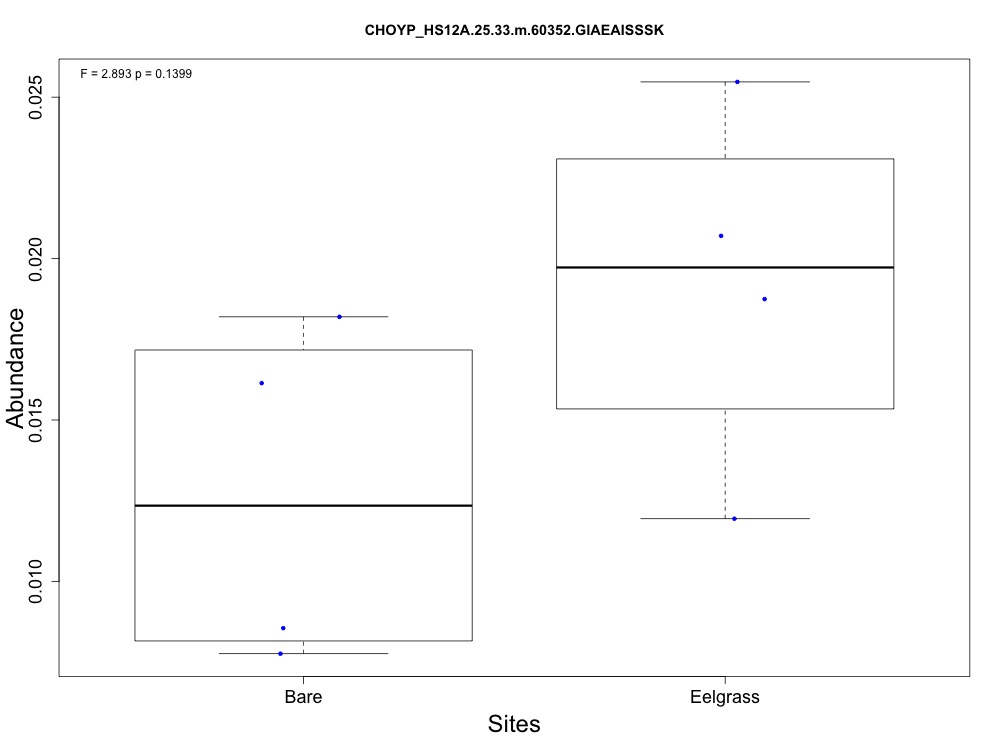 CHOYP_HS12A.25.33.m.60352.GIAEAISSSK
F = 2.893 p = 0.1399
0.025
0.020
0.015
0.010
Abundance
Bare
Eelgrass
Sites